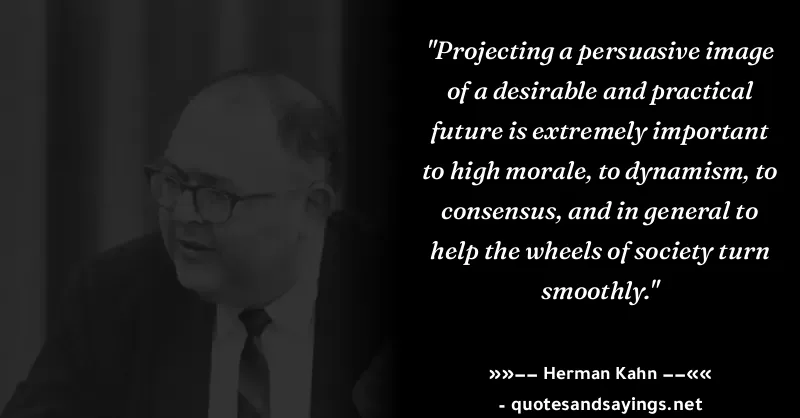 "Projecting a persuasive image
of a desirable and practical
future is extremely important
to high morale, to dynamism, to
consensus, and in general to
help the wheels of society turn
smoothly."
»»−− Herman Kahn −−««
- quotesandsayings.net